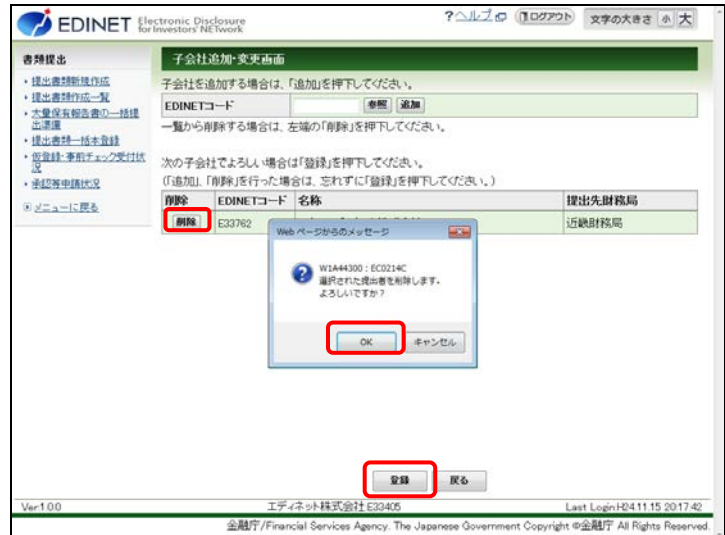 EDINET Electronic Disclosure for Investors' NETwork
?ヘルプ ログアウト 文字の大きさ 小 大
書類提出
・提出書類新規作成
・提出書類作成一覧
・大量保有報告書の一括提出準備
・提出書類一括本登録
・仮登録・事前チェック受付状況
・承認等申請状況
メニューに戻る
子会社追加・変更画面
子会社を追加する場合は、「追加」を押下してください。
EDINETコード 参照 追加
一覧から削除する場合は、左端の「削除」を押下してください。
次の子会社でよろしい場合は「登録」を押下してください。
(「追加」、「削除」を行った場合は、忘れずに「登録」を押下してください。)
削除 EDINETコード 名称 提出先財務局
削除 E33762 近畿財務局
Web ページからのメッセージ
W1A44300 : EC0214C
選択された提出者を削除します。
よろしいですか?
OK キャンセル
登録 戻る
Ver.1.0.0 エディネット株式会社 E33405 Last Login:H24.11.15 20:17:42
金融庁/Financial Services Agency. The Japanese Government Copyright ©金融庁 All Rights Reserved.